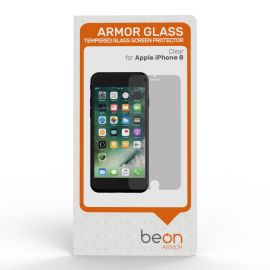 ARMOR GLASS
TEMPERED GLASS SCREEN PROTECTOR
Clear
for Apple iPhone 8
beon
ARMOR